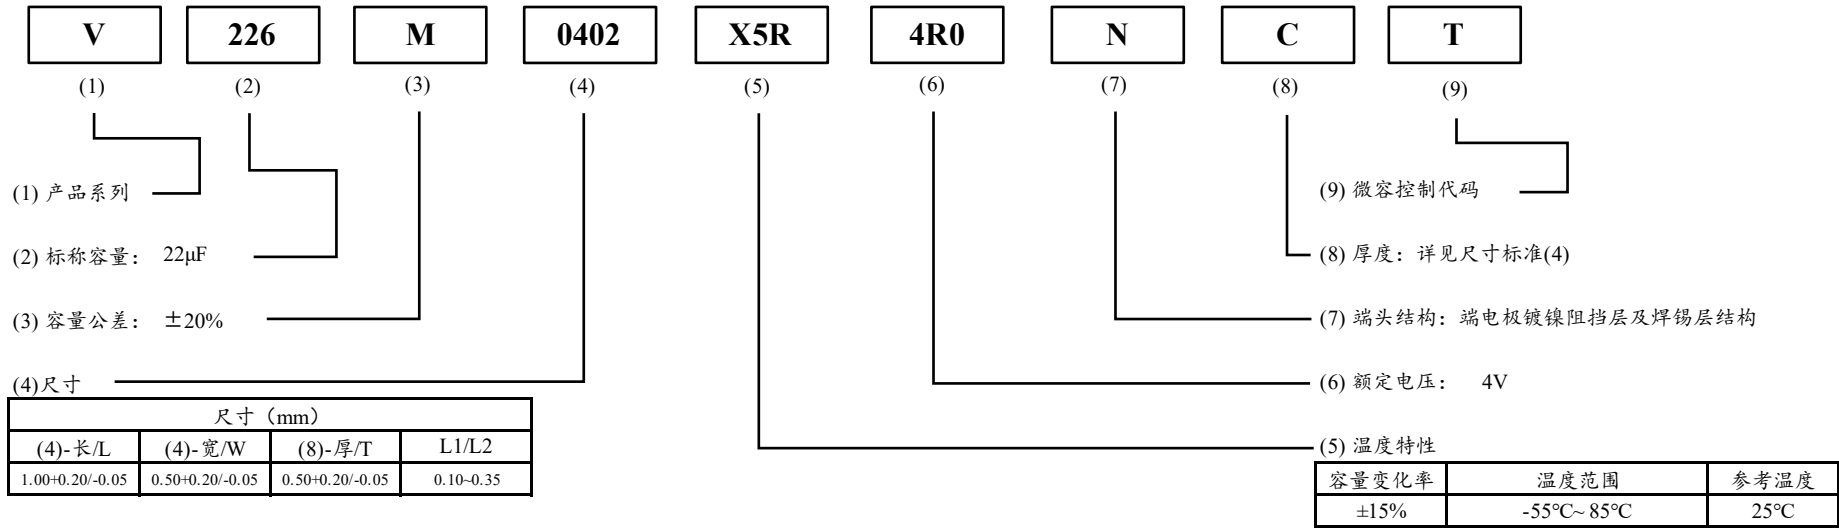 V 226 M 0402 X5R 4R0 N C T
(1) (2) (3) (4) (5) (6) (7) (8) (9)
(1) 产品系列
(9) 微容控制代码
(2) 标称容量： 22μF
(8) 厚度：详见尺寸标准(4)
(3) 容量公差： ±20%
(7) 端头结构：端电极镀镍阻挡层及焊锡层结构
(4)尺寸
(6) 额定电压： 4V
尺寸（mm）
(4)-长/L (4)-宽/W (8)-厚/T L1/L2
1.00+0.20/-0.05 0.50+0.20/-0.05 0.50+0.20/-0.05 0.10~0.35
(5) 温度特性
容量变化率 温度范围 参考温度
±15% -55℃~ 85℃ 25℃